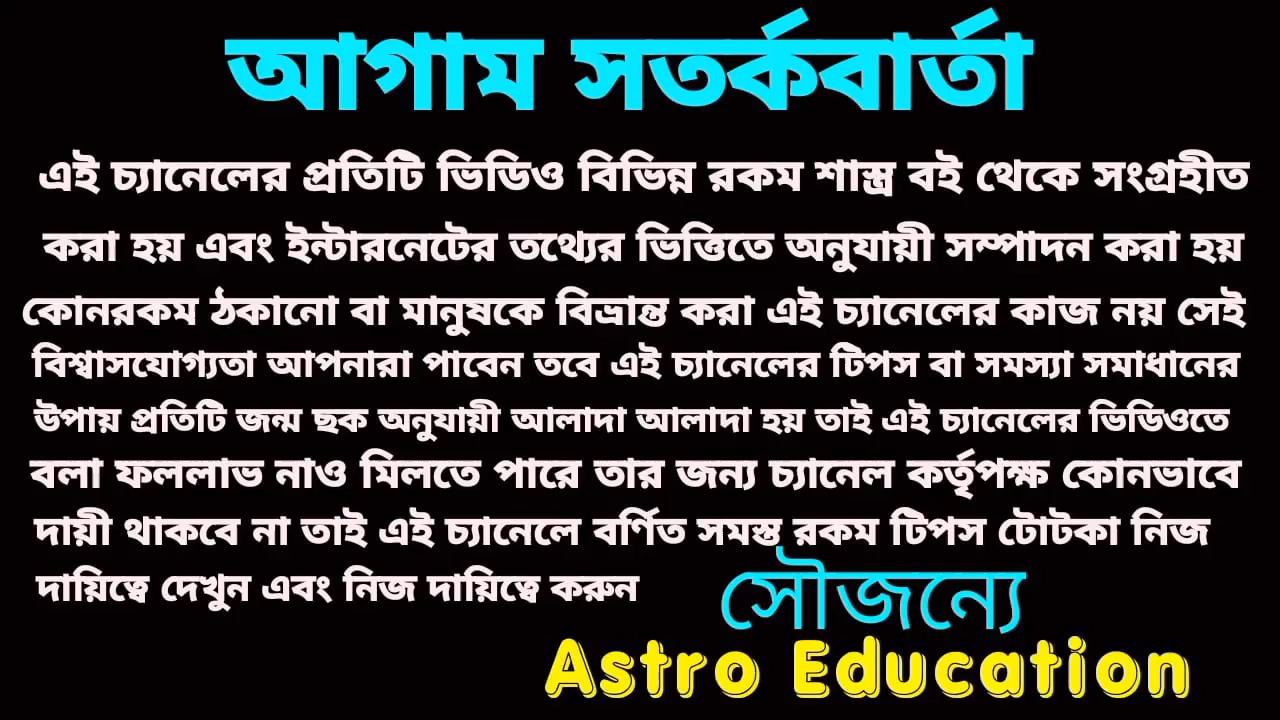 আগাম সতর্কবার্তা
এই চ্যানেলের প্রতিটি ভিডিও বিভিন্ন রকম শাস্ত্র বই থেকে সংগ্রহীত
করা হয় এবং ইন্টারনেটের তথ্যের ভিত্তিতে অনুযায়ী সম্পাদন করা হয়
কোনরকম ঠকানো বা মানুষকে বিভ্রান্ত করা এই চ্যানেলের কাজ নয় সেই
বিশ্বাসযোগ্যতা আপনারা পাবেন তবে এই চ্যানেলের টিপস বা সমস্যা সমাধানের
উপায় প্রতিটি জন্ম ছক অনুযায়ী আলাদা আলাদা হয় তাই এই চ্যানেলের ভিডিওতে
বলা ফললাভ নাও মিলতে পারে তার জন্য চ্যানেল কর্তৃপক্ষ কোনভাবে
দায়ী থাকবে না তাই এই চ্যানেলে বর্ণিত সমস্ত রকম টিপস টোটকা নিজ
দায়িত্বে দেখুন এবং নিজ দায়িত্বে করুন
সৌজন্যে
Astro Education